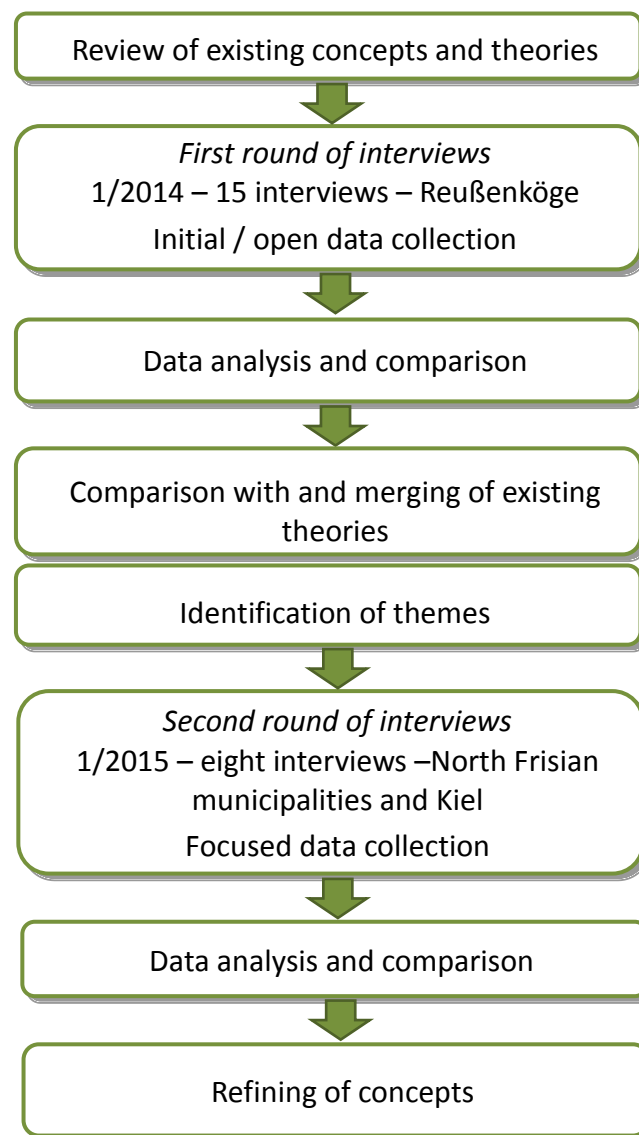 Review of existing concepts and theories
First round of interviews
1/2014 – 15 interviews – Reußenköge
Initial / open data collection
Data analysis and comparison
Comparison with and merging of existing
theories
Identification of themes
Second round of interviews
1/2015 – eight interviews –North Frisian
municipalities and Kiel
Focused data collection
Data analysis and comparison
Refining of concepts